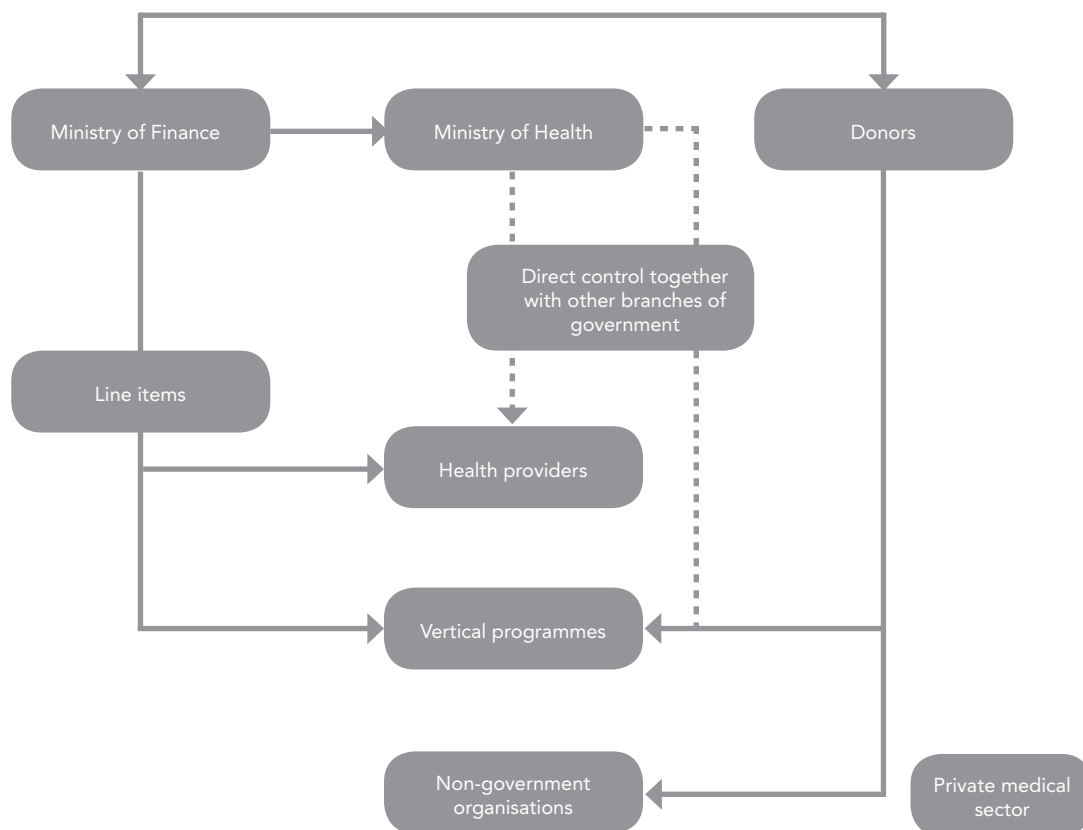 Ministry of Finance
Ministry of Health
Donors
Direct control together
with other branches of
government
Line items
Health providers
Vertical programmes
Non-government
organisations
Private medical
sector